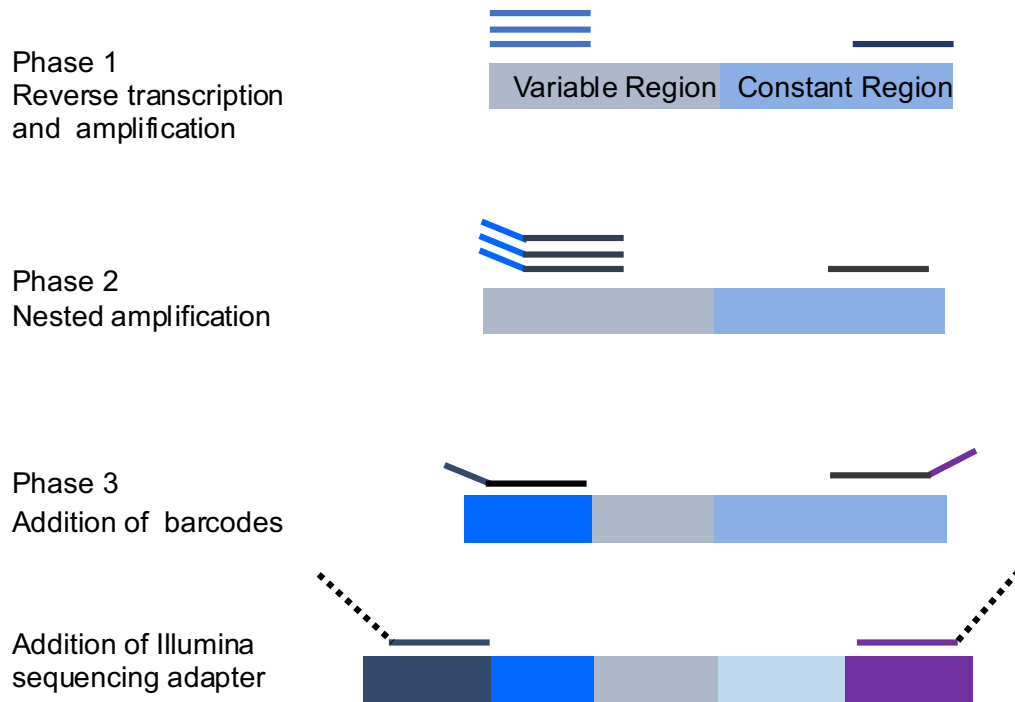 Phase 1
Reverse transcription
and amplification
Variable Region
Constant Region
Phase 2
Nested amplification
Phase 3
Addition of barcodes
Addition of Illumina
sequencing adapter